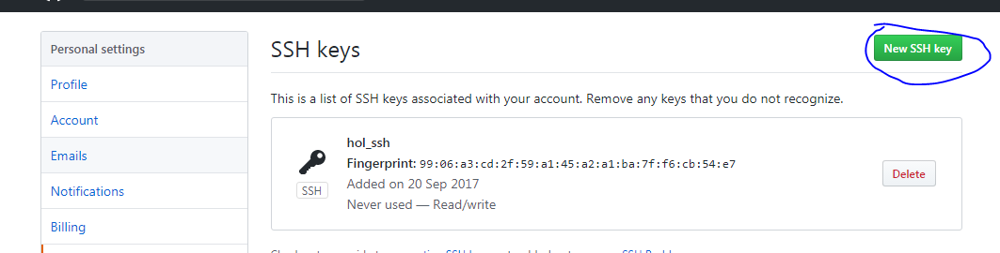 Personal settings
Profile
Account
Emails
Notifications
Billing
SSH keys
New SSH key
This is a list of SSH keys associated with your account. Remove any keys that you do not recognize.
hol_ssh
Fingerprint: 99:06:a3:cd:2f:59:a1:45:a2:a1:ba:7f:f6:cb:54:e7
Added on 20 Sep 2017
Never used — Read/write
SSH
Delete